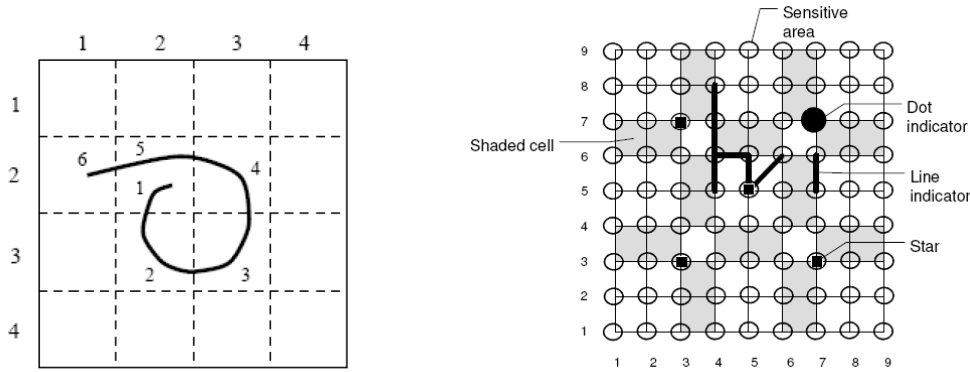 1 2 3 4
1
2
3
4
6 5 4
1
2 3
Sensitive
area
9
8
7
6
5
4
3
2
1
1 2 3 4 5 6 7 8 9
Shaded cell
Dot
indicator
Line
indicator
Star